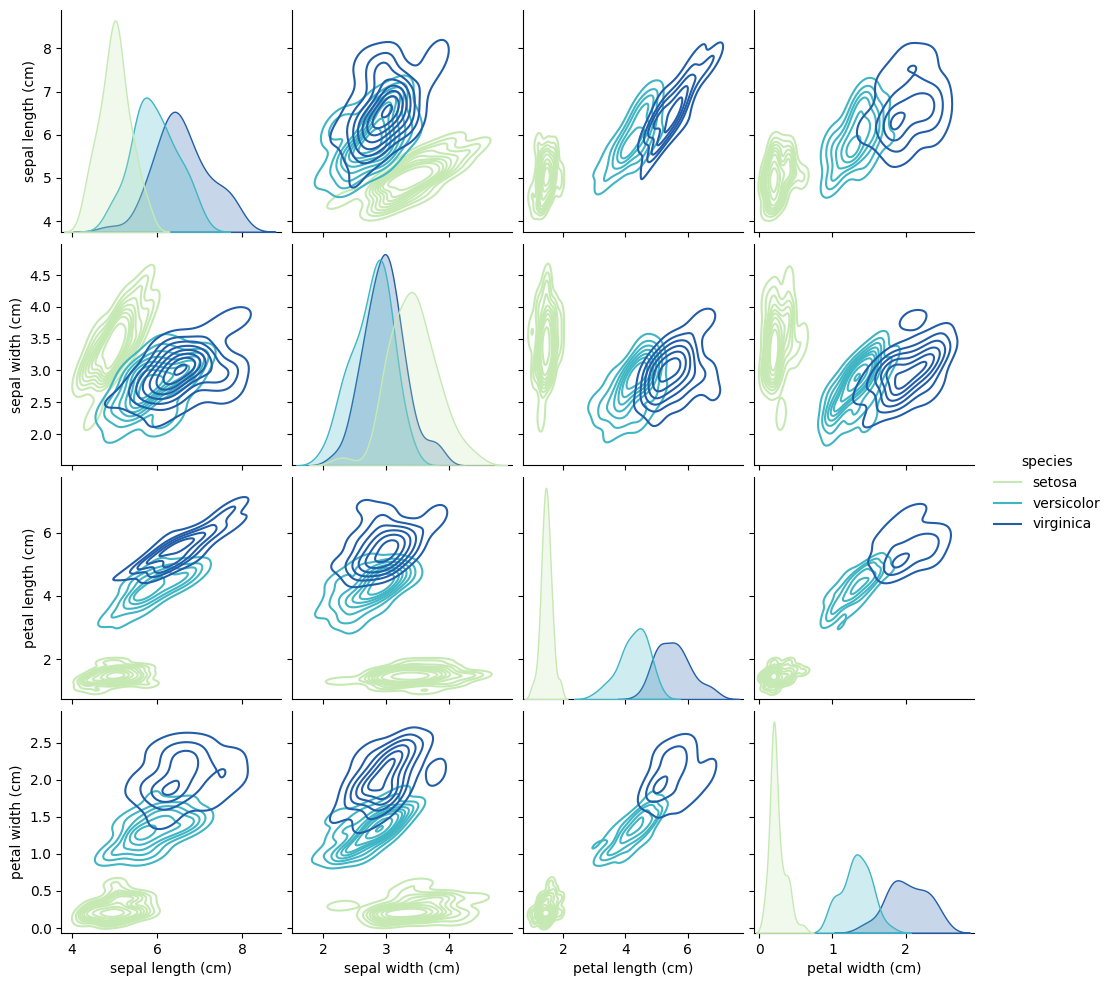 sepal length (cm)
8
7
6
5
4
sepal width (cm)
4.5
4.0
3.5
3.0
2.5
2.0
species
setosa
versicolor
virginica
petal length (cm)
6
4
2
petal width (cm)
2.5
2.0
1.5
1.0
0.5
0.0
4 6 8
2 3 4
2 4 6
0 1 2
sepal length (cm)
sepal width (cm)
petal length (cm)
petal width (cm)